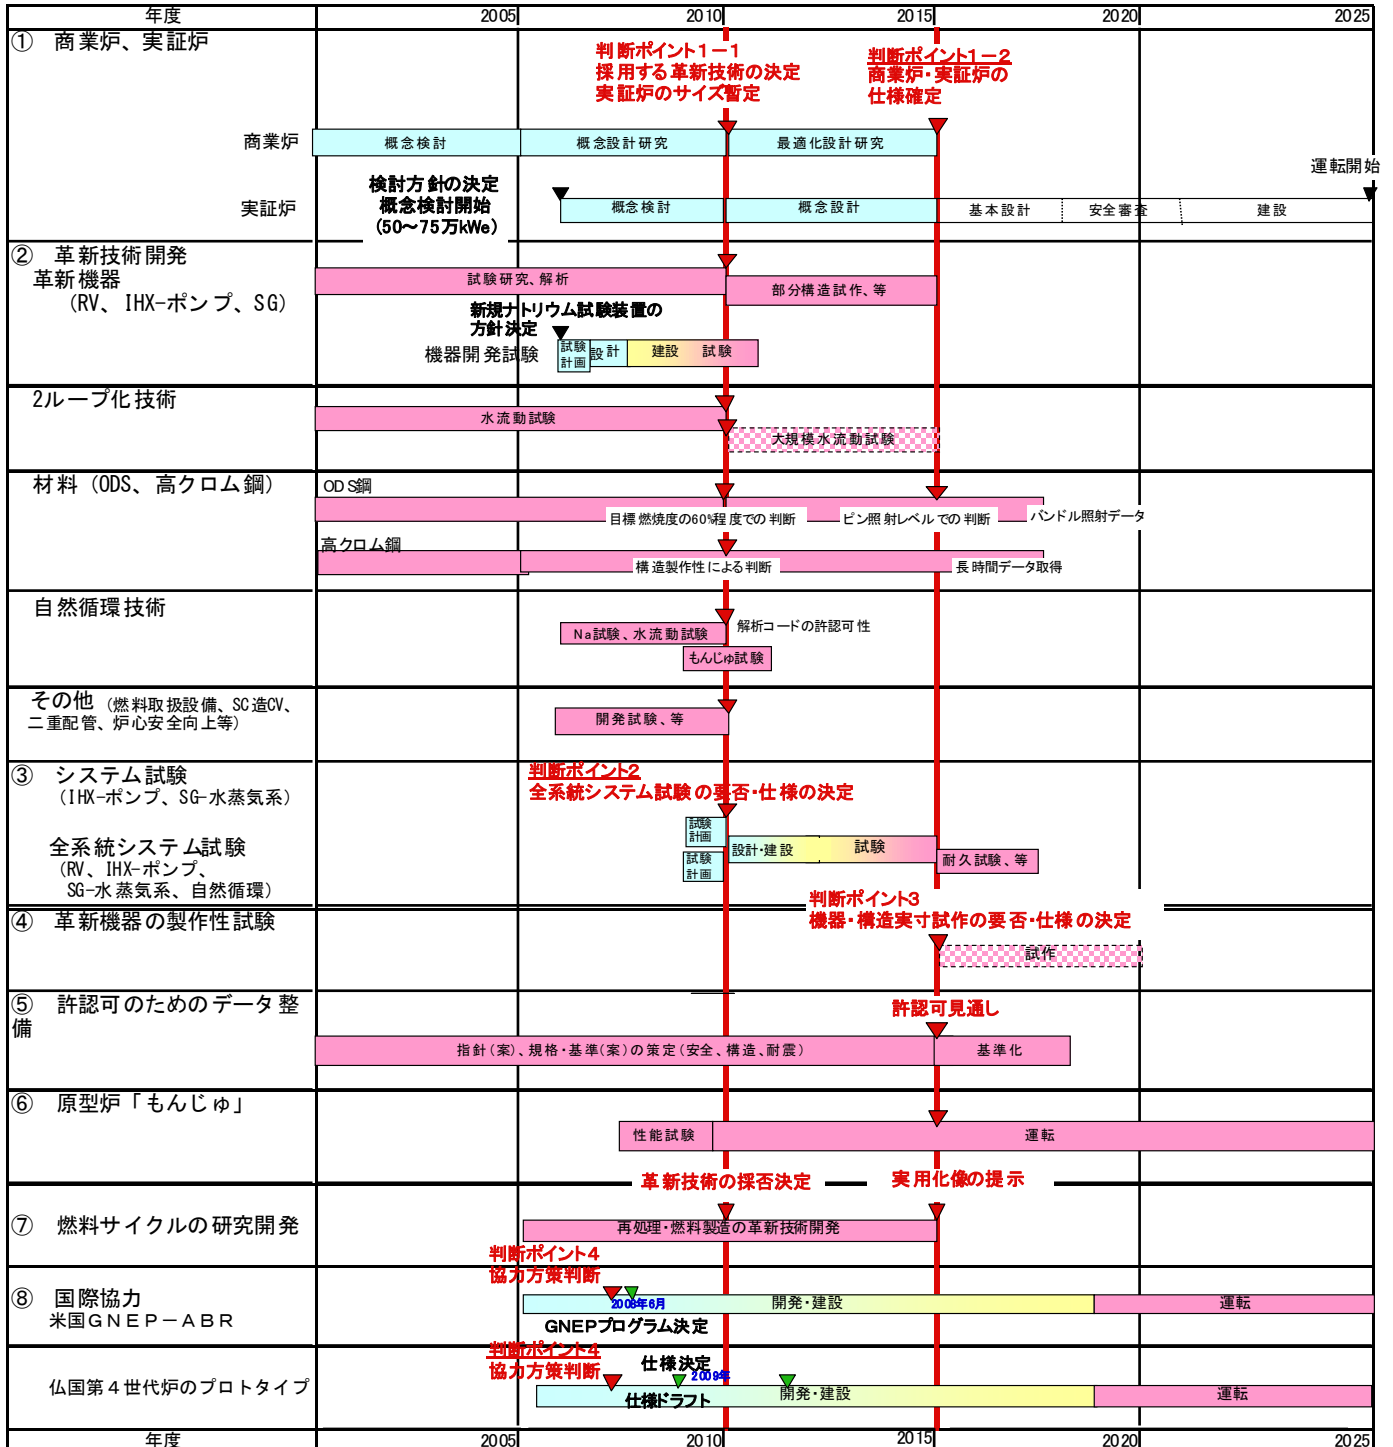 年度 2005 2010 2015 2020 2025
① 商業炉、実証炉
判断ポイント1－1
採用する革新技術の決定
実証炉のサイズ暫定
判断ポイント1－2
商業炉・実証炉の
仕様確定
商業炉 概念検討 概念設計研究 最適化設計研究
運転開始
検討方針の決定
概念検討開始
(50～75万kWe)
実証炉 概念検討 概念設計 基本設計 安全審査 建設
② 革新技術開発
革新機器
(RV、IHX-ポンプ、SG)
試験研究、解析
部分構造試作、等
新規ナトリウム試験装置の
方針決定
機器開発試験 試験
計画 設計 建設 試験
2ループ化技術
水流動試験
大規模水流動試験
材料 (ODS、高クロム鋼) ODS鋼
目標燃焼度の60%程度での判断 ピン照射レベルでの判断 バンドル照射データ
高クロム鋼
構造製作性による判断 長時間データ取得
自然循環技術
Na試験、水流動試験 解析コードの許認可性
もんじゅ試験
その他 (燃料取扱設備、SC造CV、
二重配管、炉心安全向上等)
開発試験、等
③ システム試験
(IHX-ポンプ、SG-水蒸気系)
判断ポイント2
全系統システム試験の要否・仕様の決定
試験
計画
全系統システム試験
(RV、IHX-ポンプ、
SG-水蒸気系、自然循環)
試験
計画
設計・建設 試験 耐久試験、等
判断ポイント3
機器・構造実寸試作の要否・仕様の決定
④ 革新機器の製作性試験
試作
⑤ 許認可のためのデータ整
備
許認可見通し
指針(案)、規格・基準(案)の策定(安全、構造、耐震) 基準化
⑥ 原型炉「もんじゅ」
性能試験 運転
革新技術の採否決定 実用化像の提示
⑦ 燃料サイクルの研究開発
再処理・燃料製造の革新技術開発
判断ポイント4
協力方策判断
⑧ 国際協力
米国GNEP－ABR
2008年6月 開発・建設 運転
GNEPプログラム決定
判断ポイント4
協力方策判断
仕様決定
2009年
仏国第4世代炉のプロトタイプ
仕様ドラフト 開発・建設 運転
年度 2005 2010 2015 2020 2025